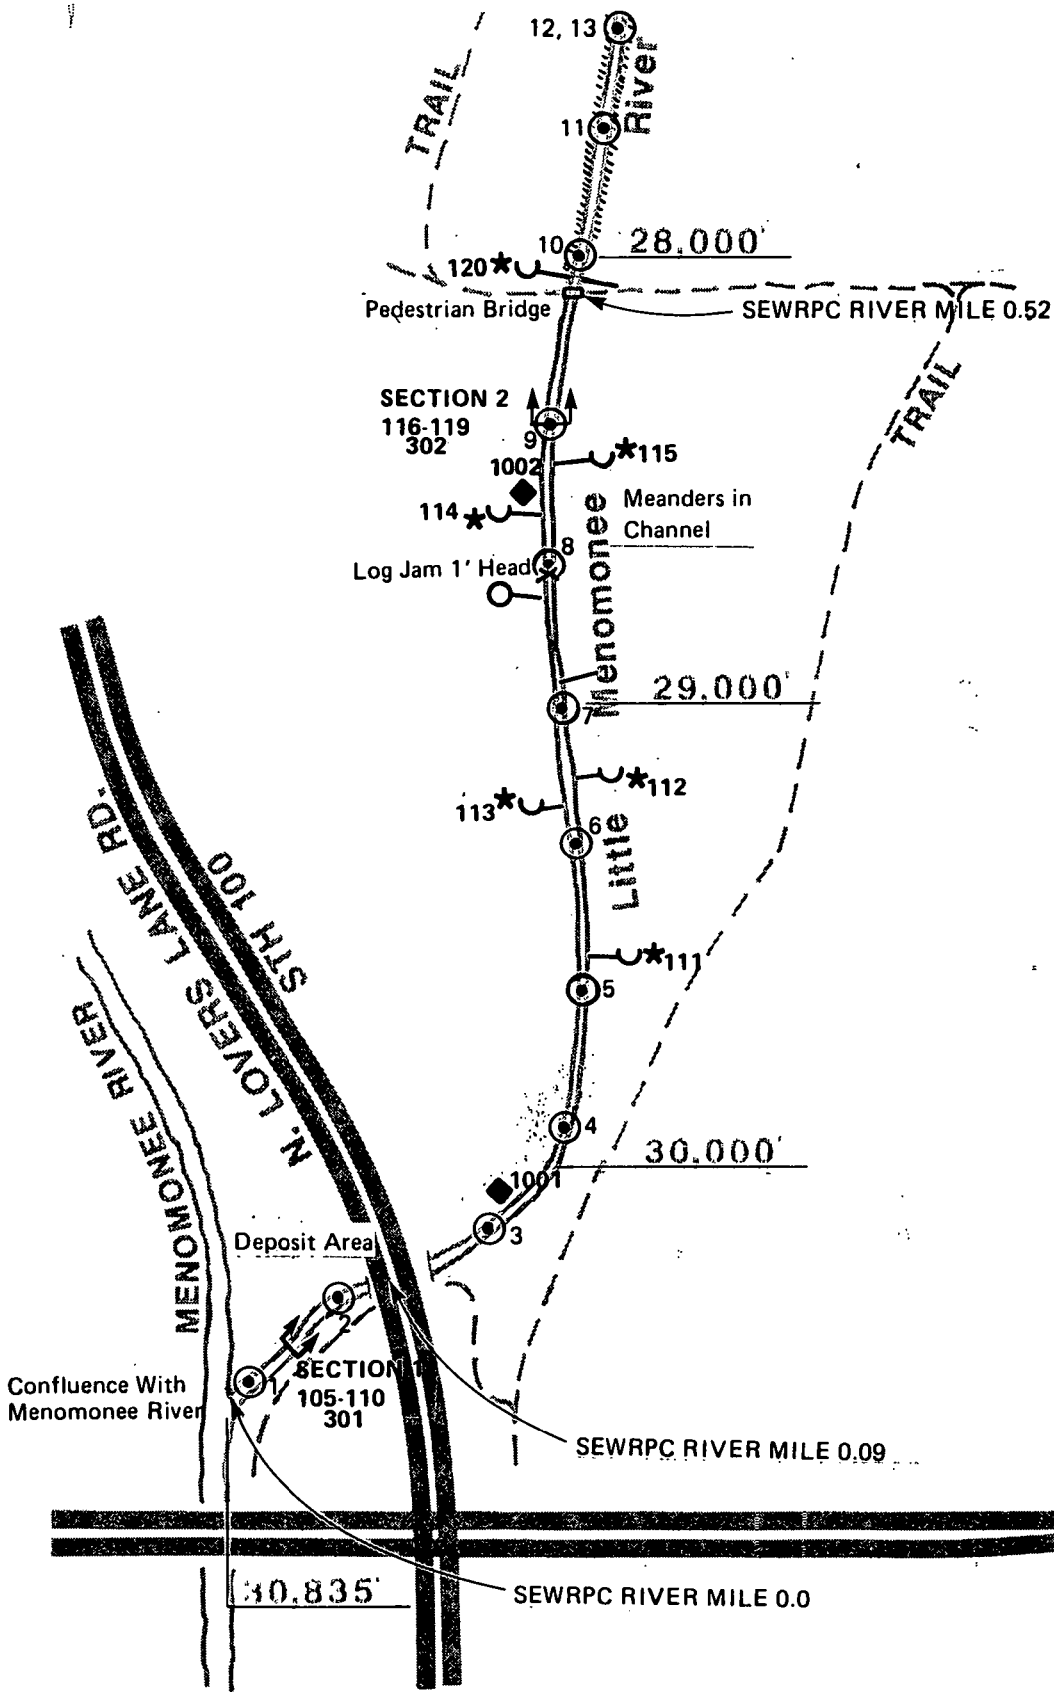 12, 13
TRAIL
River
11
10
28,000'
120*
Pedestrian Bridge
SEWRPC RIVER MILE 0.52
TRAIL
SECTION 2
116-119
302
9
1002
*115
114*
Meanders in
Channel
8
Log Jam 1' Head
Menomonee
29,000'
7
*112
113*
6
Little
N. LOVERS LANE RD.
STH 100
*111
5
MENOMONEE RIVER
4
30,000'
1001
3
Deposit Area
2
SECTION 1
105-110
301
1
Confluence With
Menomonee River
SEWRPC RIVER MILE 0.09
30,835'
SEWRPC RIVER MILE 0.0